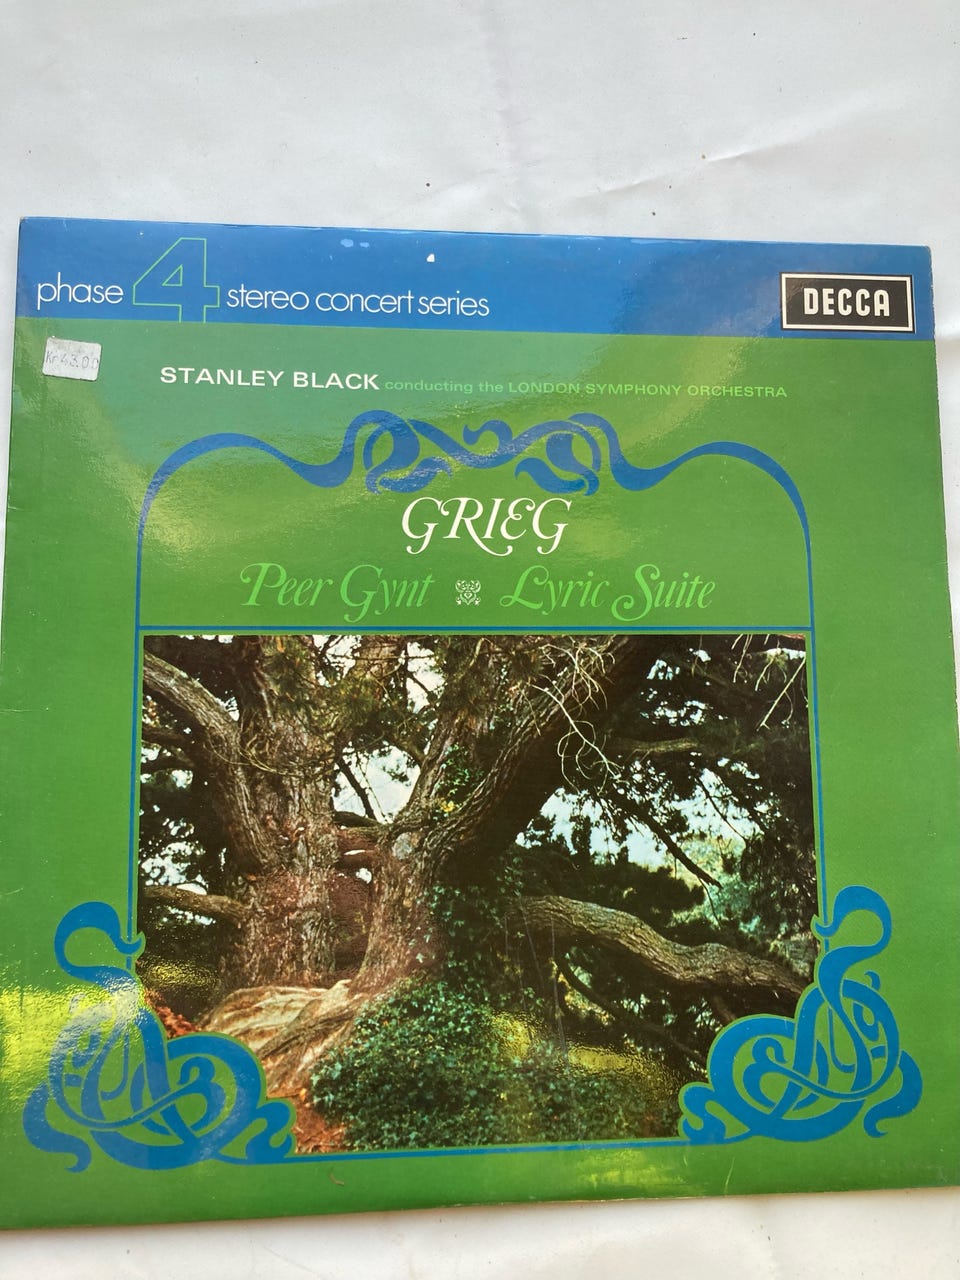 phase 4 stereo concert series
DECCA
Kr 43.00
STANLEY BLACK conducting the LONDON SYMPHONY ORCHESTRA
GRIEG
Peer Gynt Lyric Suite